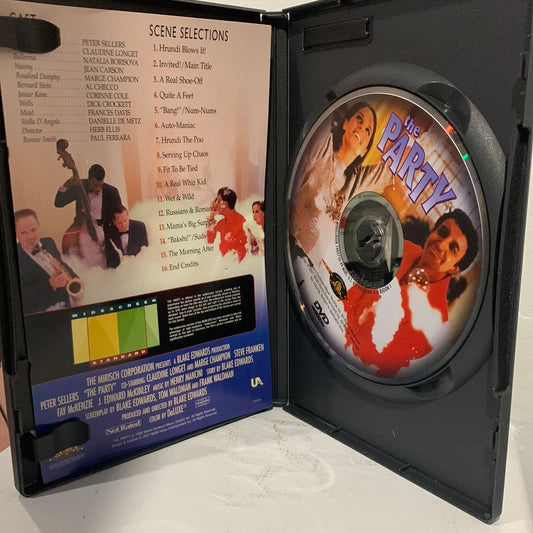 CAST
SCENE SELECTIONS
PETER SELLERS
CLAUDINE LONGET
Ballerina NATALIA BORISOVA
Nanny JEAN CARSON
Rosalind Dunphy MARGE CHAMPION
Bernard Stein AL CHECCO
Janice Kane CORINNE COLE
Wells DICK CROCKETT
Maid FRANCES DAVIS
Stella D'Angelo DANIELLE DE METZ
Director HERB ELLIS
Ronnie Smith PAUL FERRARA
1. Hrundi Blows It!
2. Invited!/Main Title
3. A Real Shoe-Off
4. Quite A Feet
5. "Bang!"/Num-Nums
6. Auto-Maniac
7. Hrundi The Poo
8. Serving Up Chaos
9. Fit To Be Tied
10. A Real Whiz Kid
11. Wet & Wild
12. Russians &
13. Mama's Big
14. "Bakshi!"/Suds
15. The Morning After
16. End Credits
WIDESCREEN
STANDARD
THE MIRISCH CORPORATION PRESENTS A BLAKE EDWARDS PRODUCTION
PETER SELLERS "THE PARTY" CO-STARRING CLAUDINE LONGET AND MARGE CHAMPION STEVE FRANKEN
FAY McKENZIE J. EDWARD McKINLEY MUSIC BY HENRY MANCINI STORY BY BLAKE EDWARDS
SCREENPLAY BY BLAKE EDWARDS, TOM WALDMAN AND FRANK WALDMAN
PRODUCED AND DIRECTED BY BLAKE EDWARDS
Not Rated COLOR BY DeLUXE
UA
the
PARTY
DVD